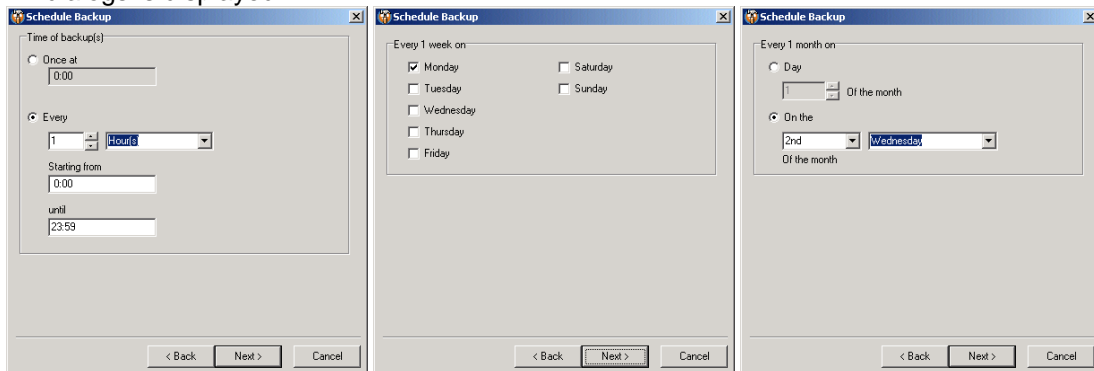 Schedule Backup
Time of backup(s)
Once at
0:00
Every
1 Hour(s)
Starting from
0:00
until
23:59
< Back Next > Cancel
Schedule Backup
Every 1 week on
Monday Saturday
Tuesday Sunday
Wednesday
Thursday
Friday
< Back Next > Cancel
Schedule Backup
Every 1 month on
Day
1 Of the month
On the
2nd Wednesday
Of the month
< Back Next > Cancel